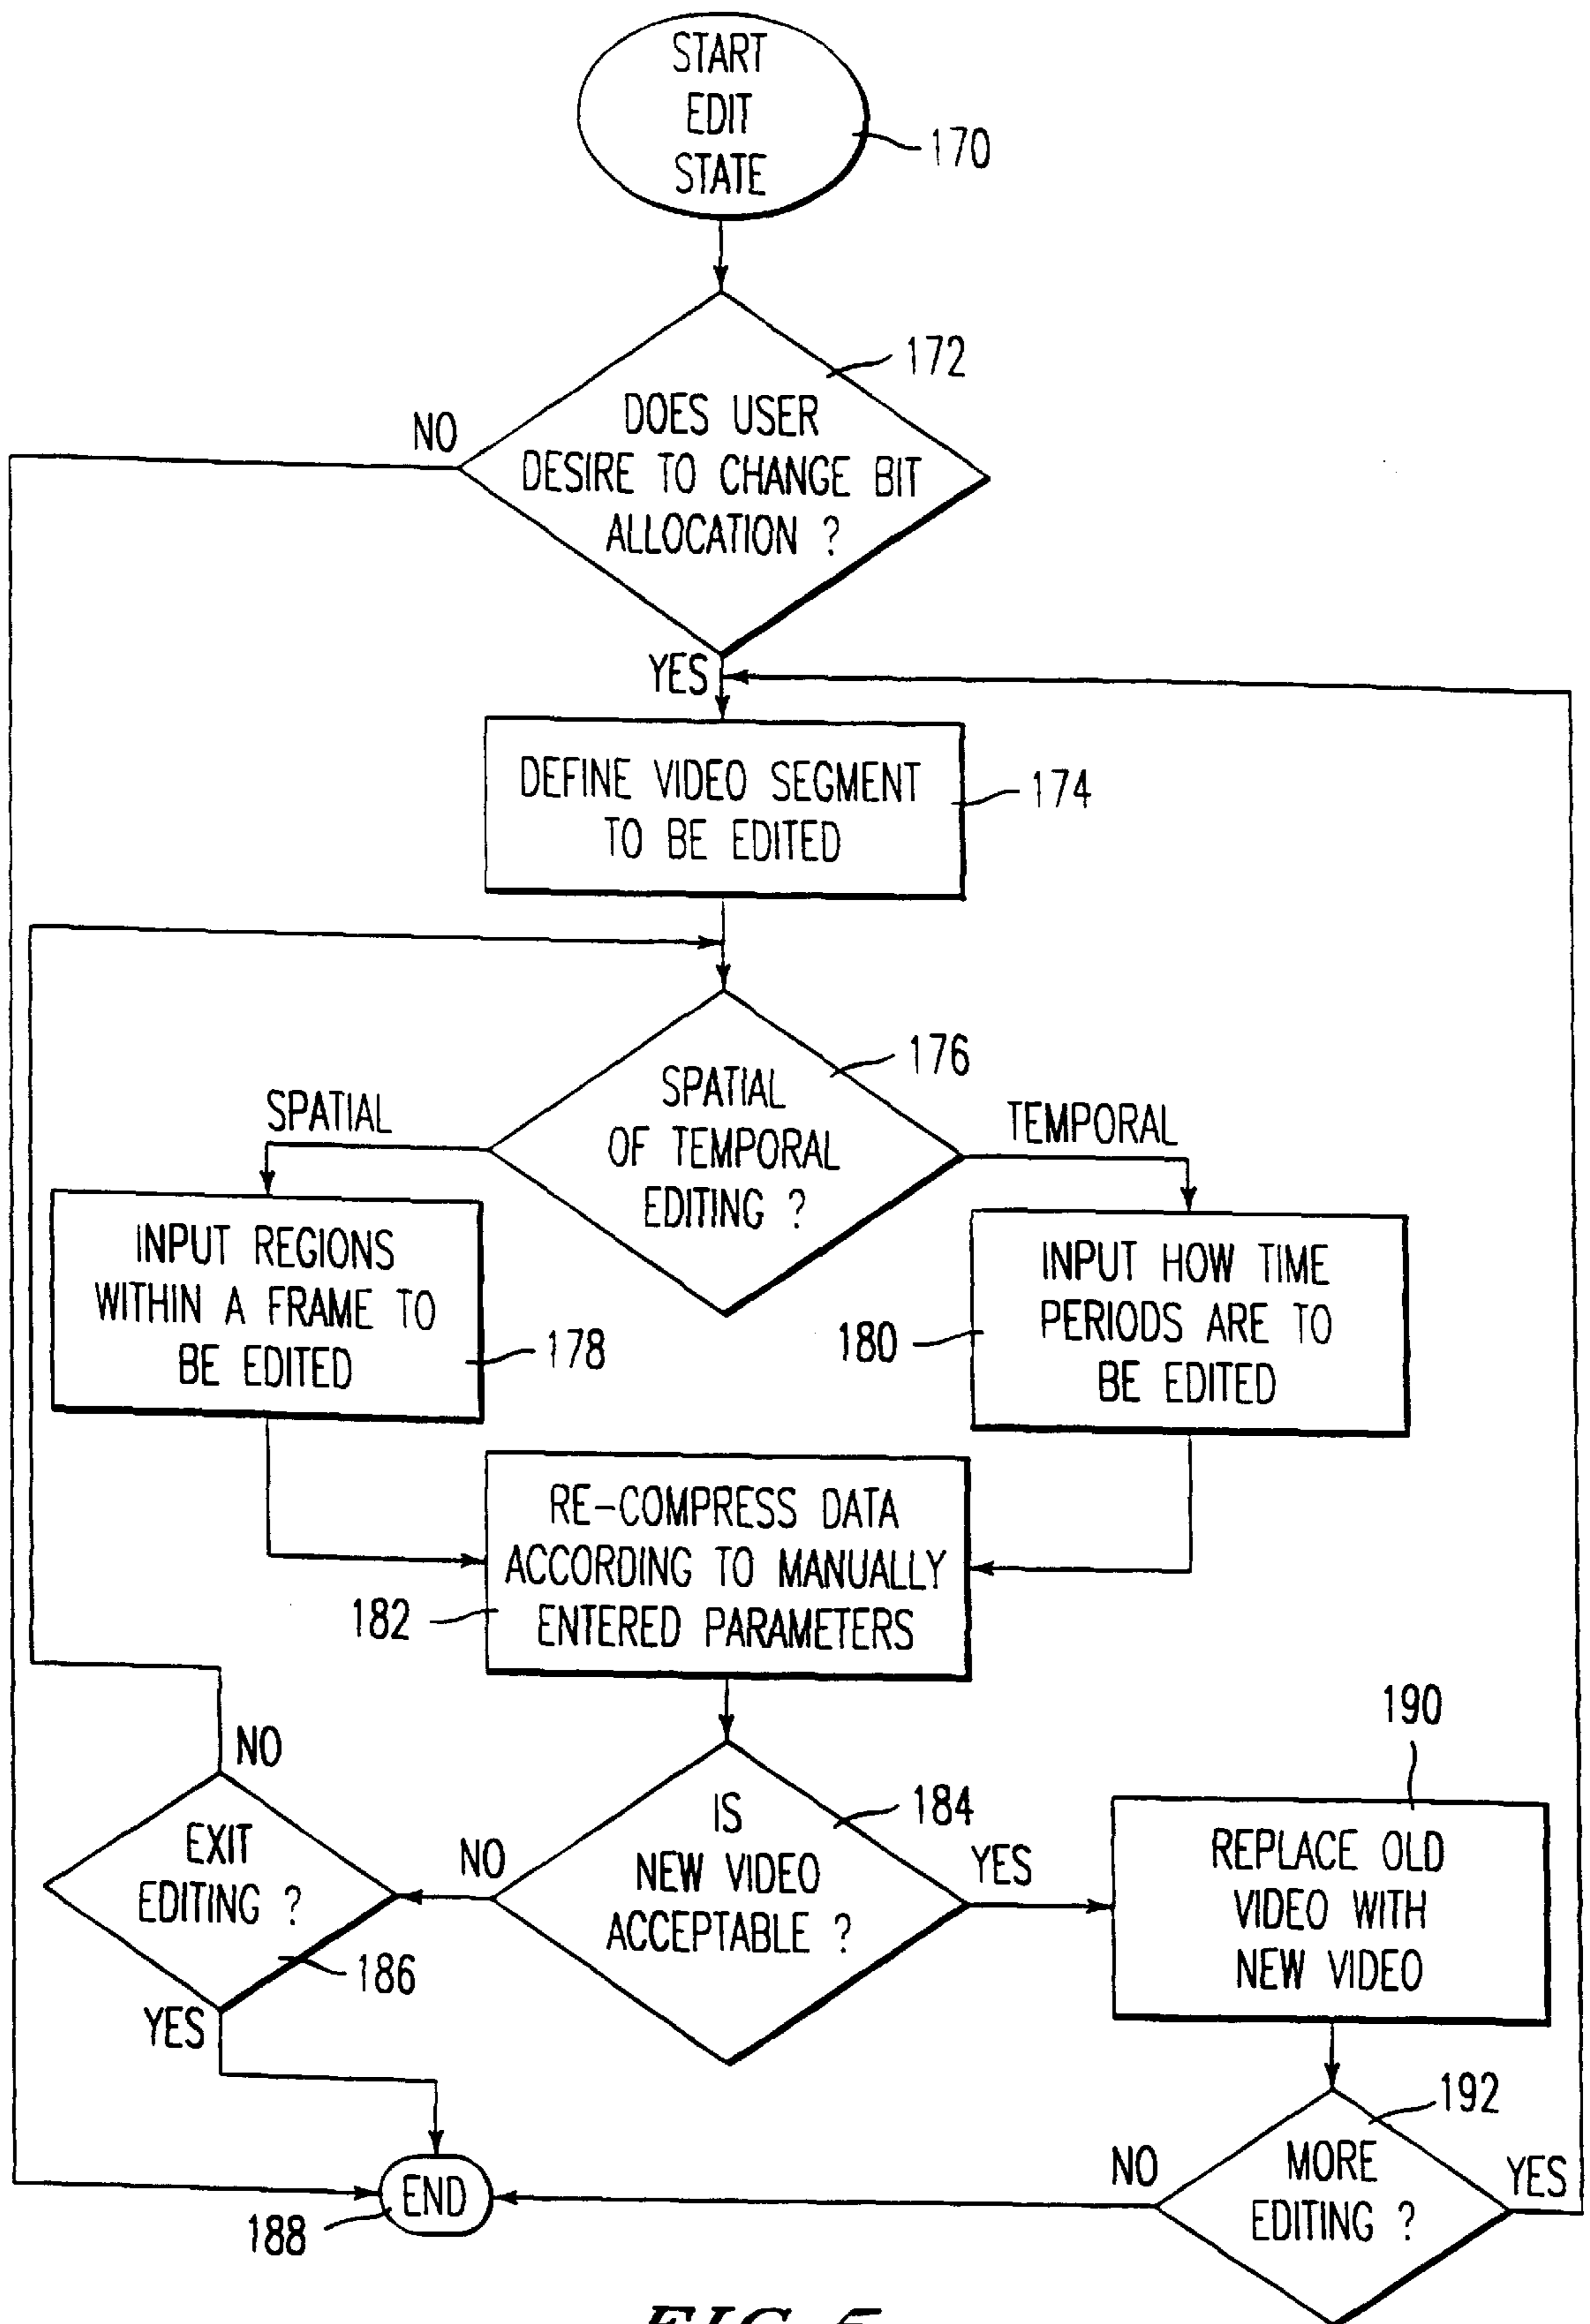 START
EDIT
STATE
170
172
DOES USER
DESIRE TO CHANGE BIT
ALLOCATION ?
NO
YES
DEFINE VIDEO SEGMENT
TO BE EDITED
174
176
SPATIAL
OF TEMPORAL
EDITING ?
SPATIAL
TEMPORAL
INPUT REGIONS
WITHIN A FRAME TO
BE EDITED
178
INPUT HOW TIME
PERIODS ARE TO
BE EDITED
180
RE-COMPRESS DATA
ACCORDING TO MANUALLY
ENTERED PARAMETERS
182
IS
NEW VIDEO
ACCEPTABLE ?
184
NO
YES
EXIT
EDITING ?
186
NO
YES
190
REPLACE OLD
VIDEO WITH
NEW VIDEO
192
MORE
EDITING ?
NO
YES
END
188
FIG.5